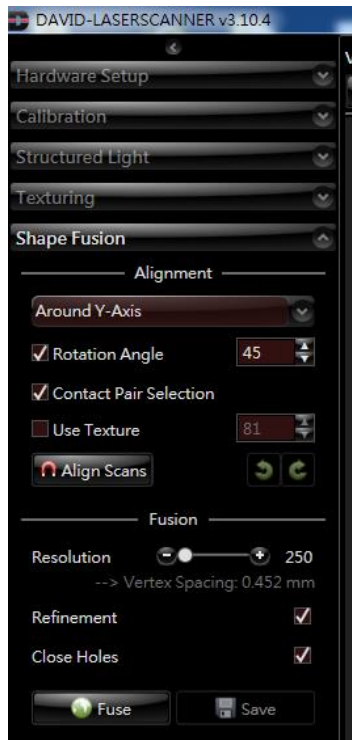 DAVID-LASERSCANNER v3.10.4
Hardware Setup
Calibration
Structured Light
Texturing
Shape Fusion
Alignment
Around Y-Axis
Rotation Angle 45
Contact Pair Selection
Use Texture 81
Align Scans
Fusion
Resolution 250
--> Vertex Spacing: 0.452 mm
Refinement
Close Holes
Fuse Save